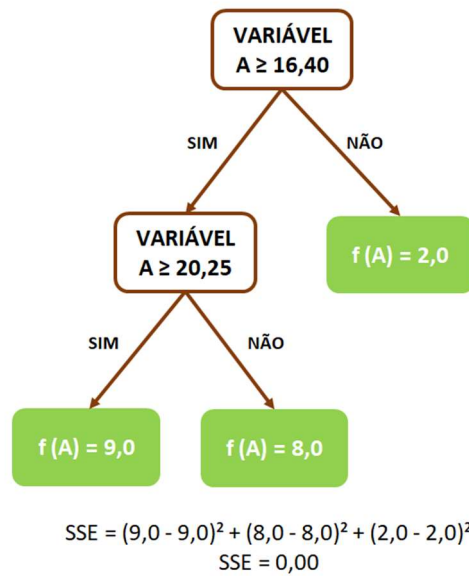 VARIÁVEL
A ≥ 16,40
SIM
NÃO
VARIÁVEL
A ≥ 20,25
f (A) = 2,0
SIM
NÃO
f (A) = 9,0
f (A) = 8,0
SSE = (9,0 - 9,0)² + (8,0 - 8,0)² + (2,0 - 2,0)²
SSE = 0,00